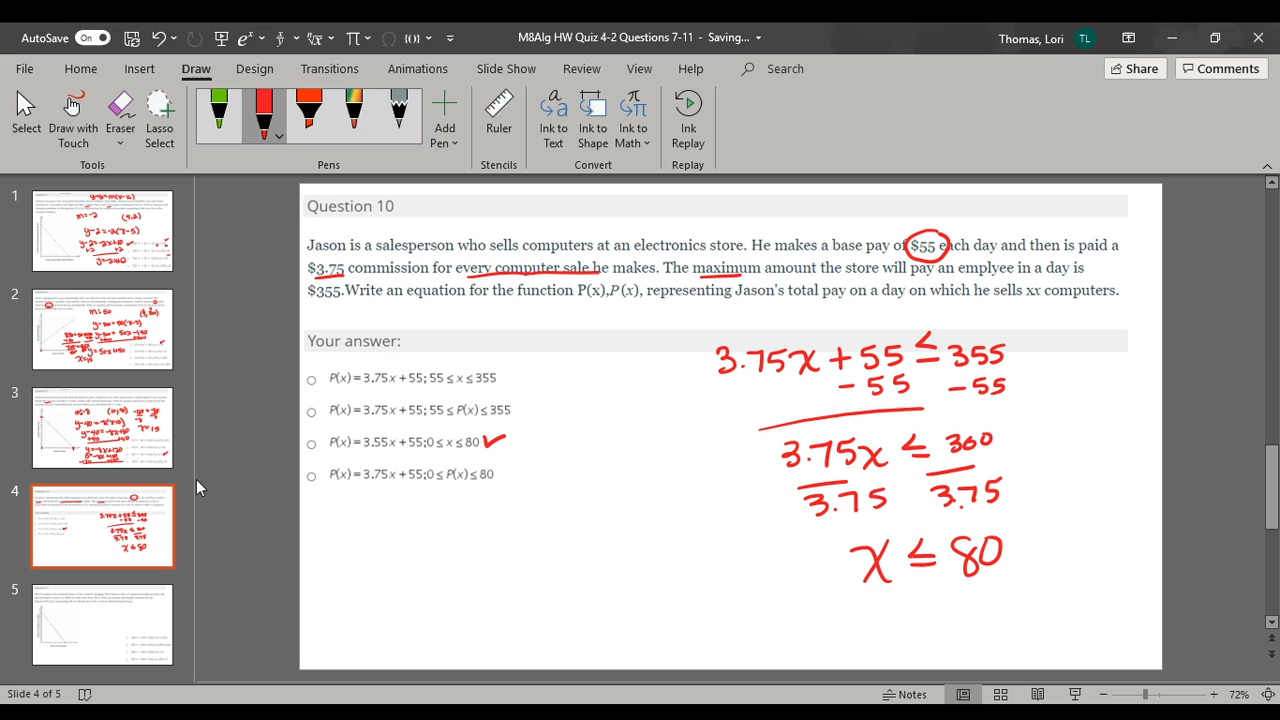 AutoSave On
M8Alg HW Quiz 4-2 Questions 7-11 - Saving...
Thomas, Lori TL
File Home Insert Draw Design Transitions Animations Slide Show Review View Help Search Share Comments
Select
Draw with Touch
Eraser
Lasso Select
Add Pen
Ruler
Ink to Text
Ink to Shape
Ink to Math
Ink Replay
Tools Pens Stencils Convert Replay
1
2
3
4
5
Question 10
Jason is a salesperson who sells computers at an electronics store. He makes a base pay of $55 each day and then is paid a
$3.75 commission for every computer sale he makes. The maximum amount the store will pay an emplyee in a day is
$355.Write an equation for the function P(x),P(x), representing Jason's total pay on a day on which he sells xx computers.
Your answer:
P(x) = 3.75x + 55; 55 ≤ x ≤ 355
P(x) = 3.75x + 55; 55 ≤ P(x) ≤ 355
P(x) = 3.55x + 55;0 ≤ x ≤ 80
P(x) = 3.75x + 55;0 ≤ P(x) ≤ 80
3.75x + 55 ≤ 355
- 55 - 55
3.75x ≤ 300
3.75 3.75
x ≤ 80
Slide 4 of 5
Notes
72%